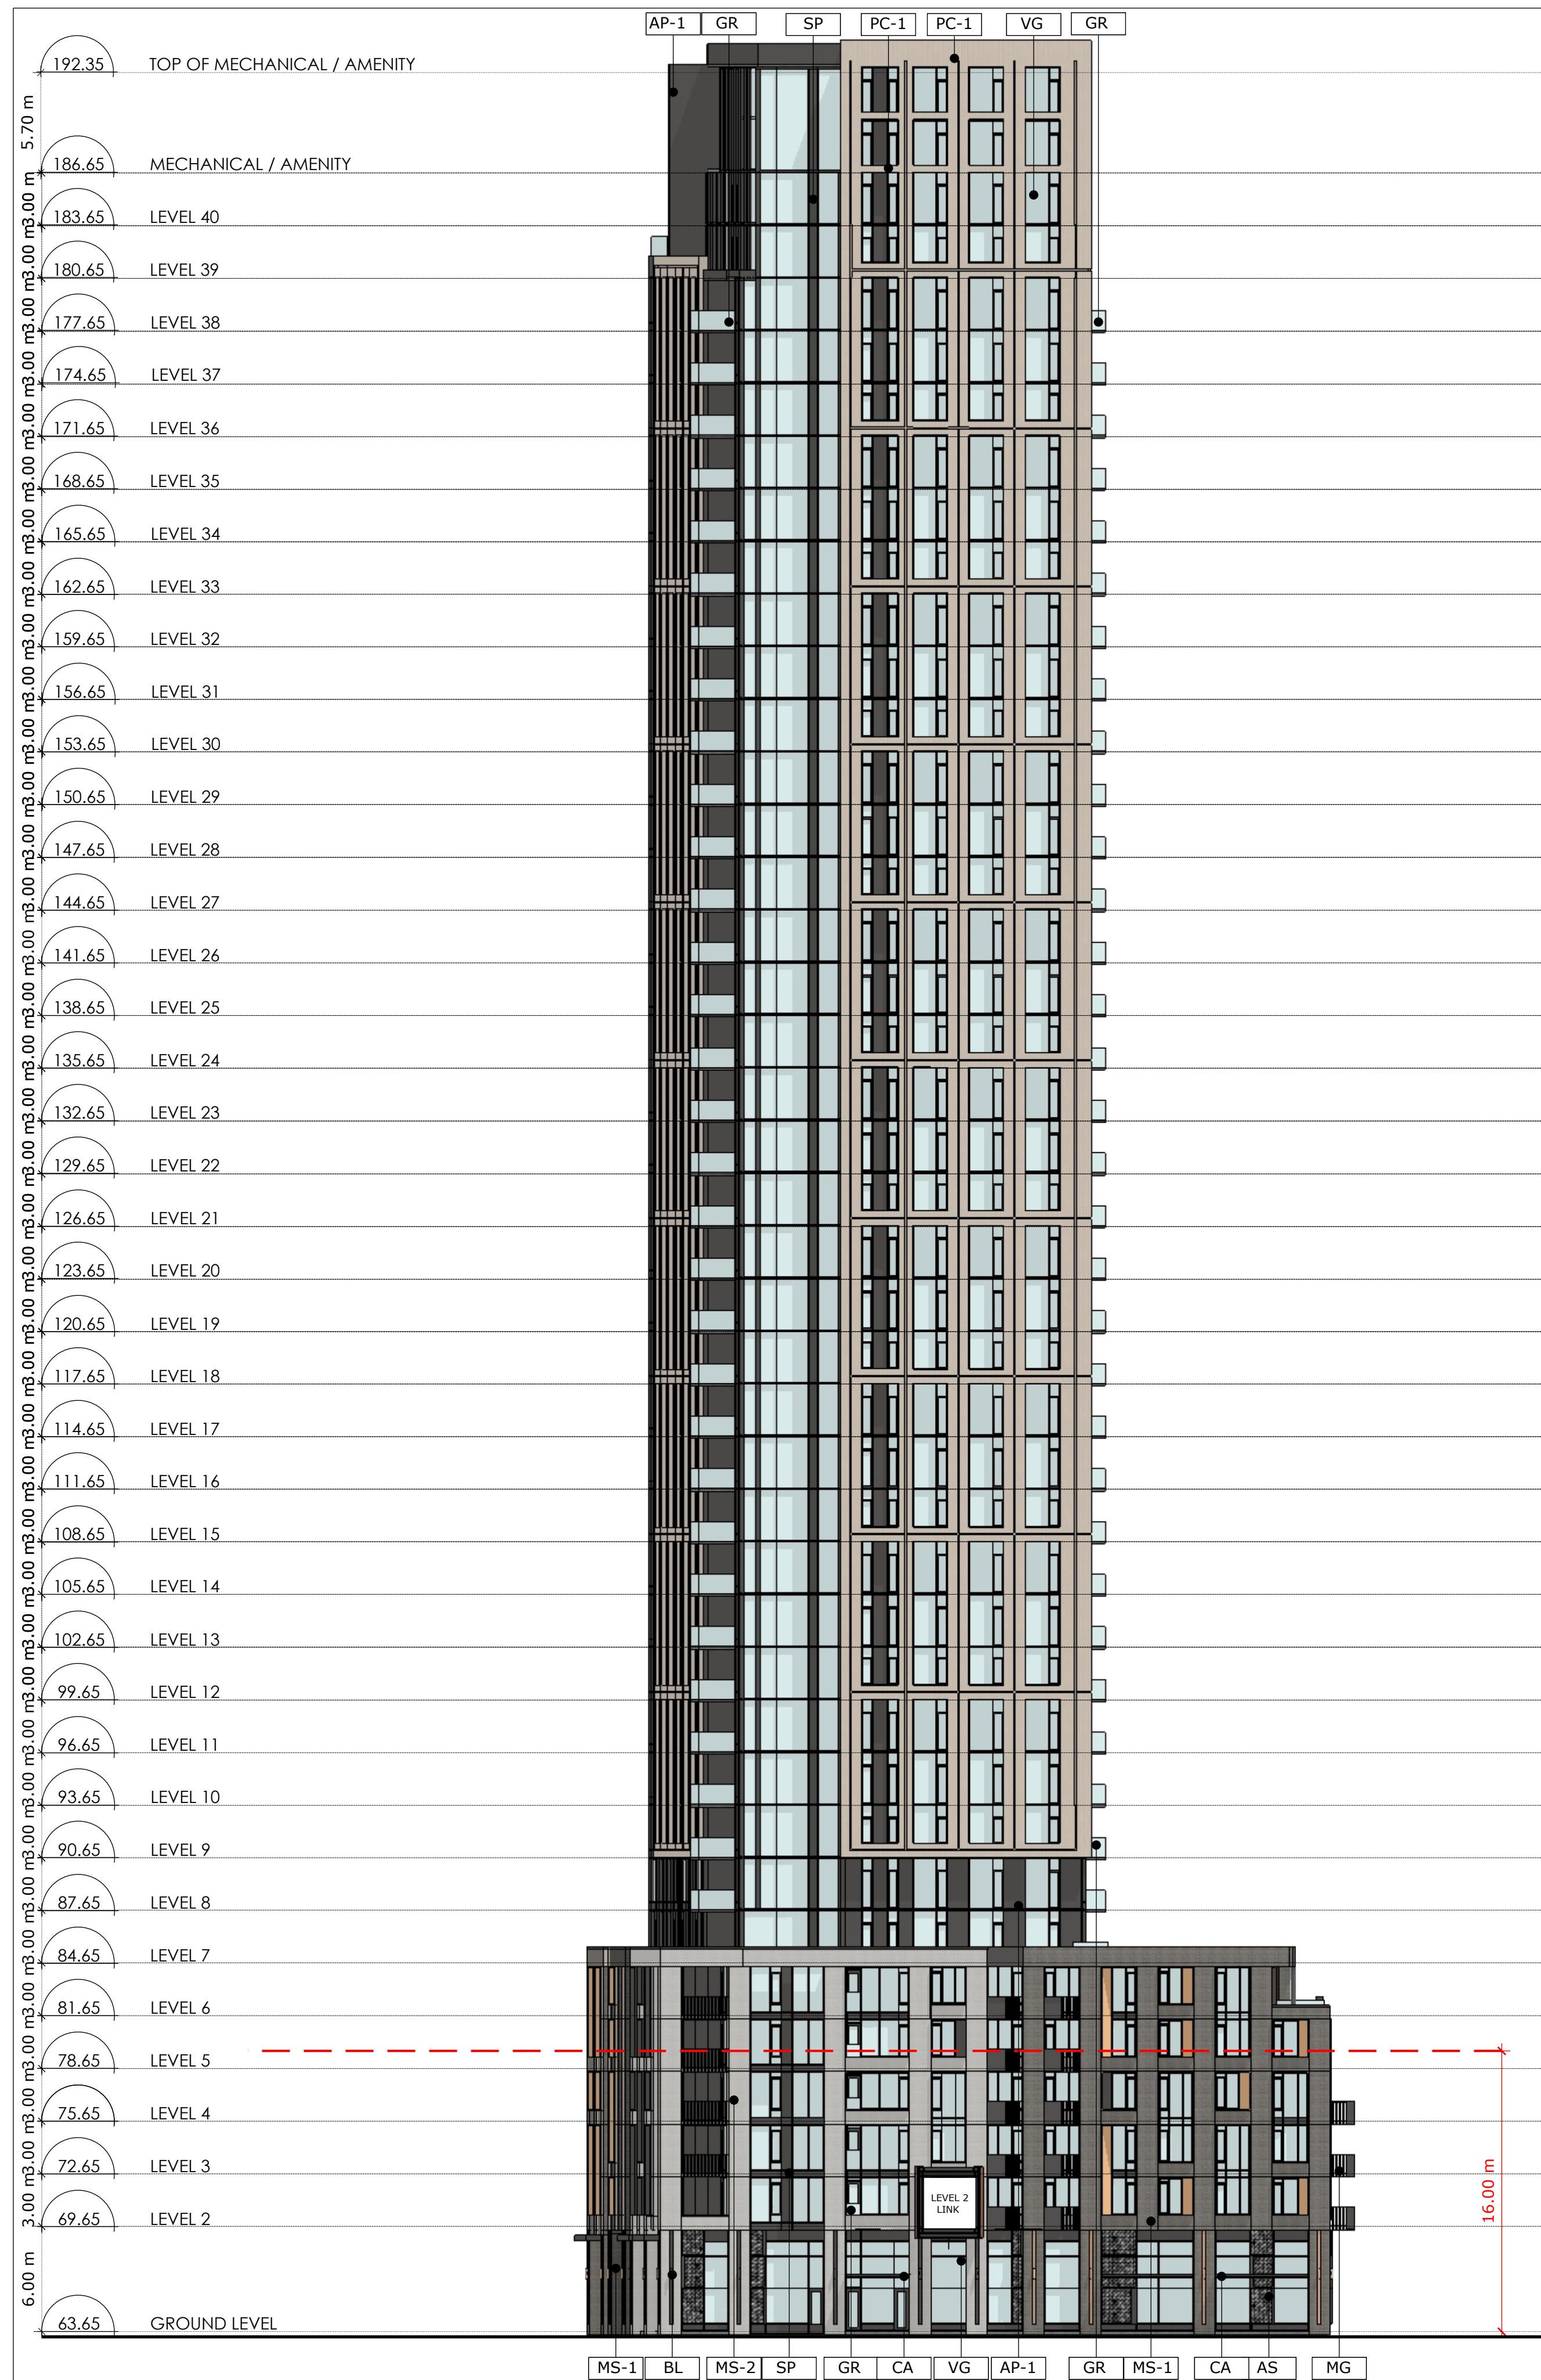 AP-1 GR SP PC-1 PC-1 VG GR
192.35 TOP OF MECHANICAL / AMENITY
5.70 m
186.65 MECHANICAL / AMENITY
3.00 m
183.65 LEVEL 40
3.00 m
180.65 LEVEL 39
3.00 m
177.65 LEVEL 38
3.00 m
174.65 LEVEL 37
3.00 m
171.65 LEVEL 36
3.00 m
168.65 LEVEL 35
3.00 m
165.65 LEVEL 34
3.00 m
162.65 LEVEL 33
3.00 m
159.65 LEVEL 32
3.00 m
156.65 LEVEL 31
3.00 m
153.65 LEVEL 30
3.00 m
150.65 LEVEL 29
3.00 m
147.65 LEVEL 28
3.00 m
144.65 LEVEL 27
3.00 m
141.65 LEVEL 26
3.00 m
138.65 LEVEL 25
3.00 m
135.65 LEVEL 24
3.00 m
132.65 LEVEL 23
3.00 m
129.65 LEVEL 22
3.00 m
126.65 LEVEL 21
3.00 m
123.65 LEVEL 20
3.00 m
120.65 LEVEL 19
3.00 m
117.65 LEVEL 18
3.00 m
114.65 LEVEL 17
3.00 m
111.65 LEVEL 16
3.00 m
108.65 LEVEL 15
3.00 m
105.65 LEVEL 14
3.00 m
102.65 LEVEL 13
3.00 m
99.65 LEVEL 12
3.00 m
96.65 LEVEL 11
3.00 m
93.65 LEVEL 10
3.00 m
90.65 LEVEL 9
3.00 m
87.65 LEVEL 8
3.00 m
84.65 LEVEL 7
3.00 m
81.65 LEVEL 6
3.00 m
78.65 LEVEL 5
3.00 m
75.65 LEVEL 4
3.00 m
72.65 LEVEL 3
3.00 m
69.65 LEVEL 2
LEVEL 2
LINK
16.00 m
6.00 m
63.65 GROUND LEVEL
MS-1 BL MS-2 SP GR CA VG AP-1 GR MS-1 CA AS MG